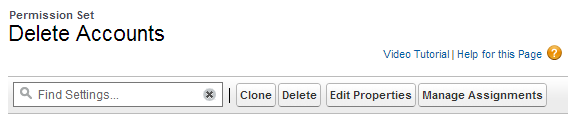 Permission Set
Delete Accounts
Video Tutorial | Help for this Page ?
Find Settings... | Clone Delete Edit Properties Manage Assignments